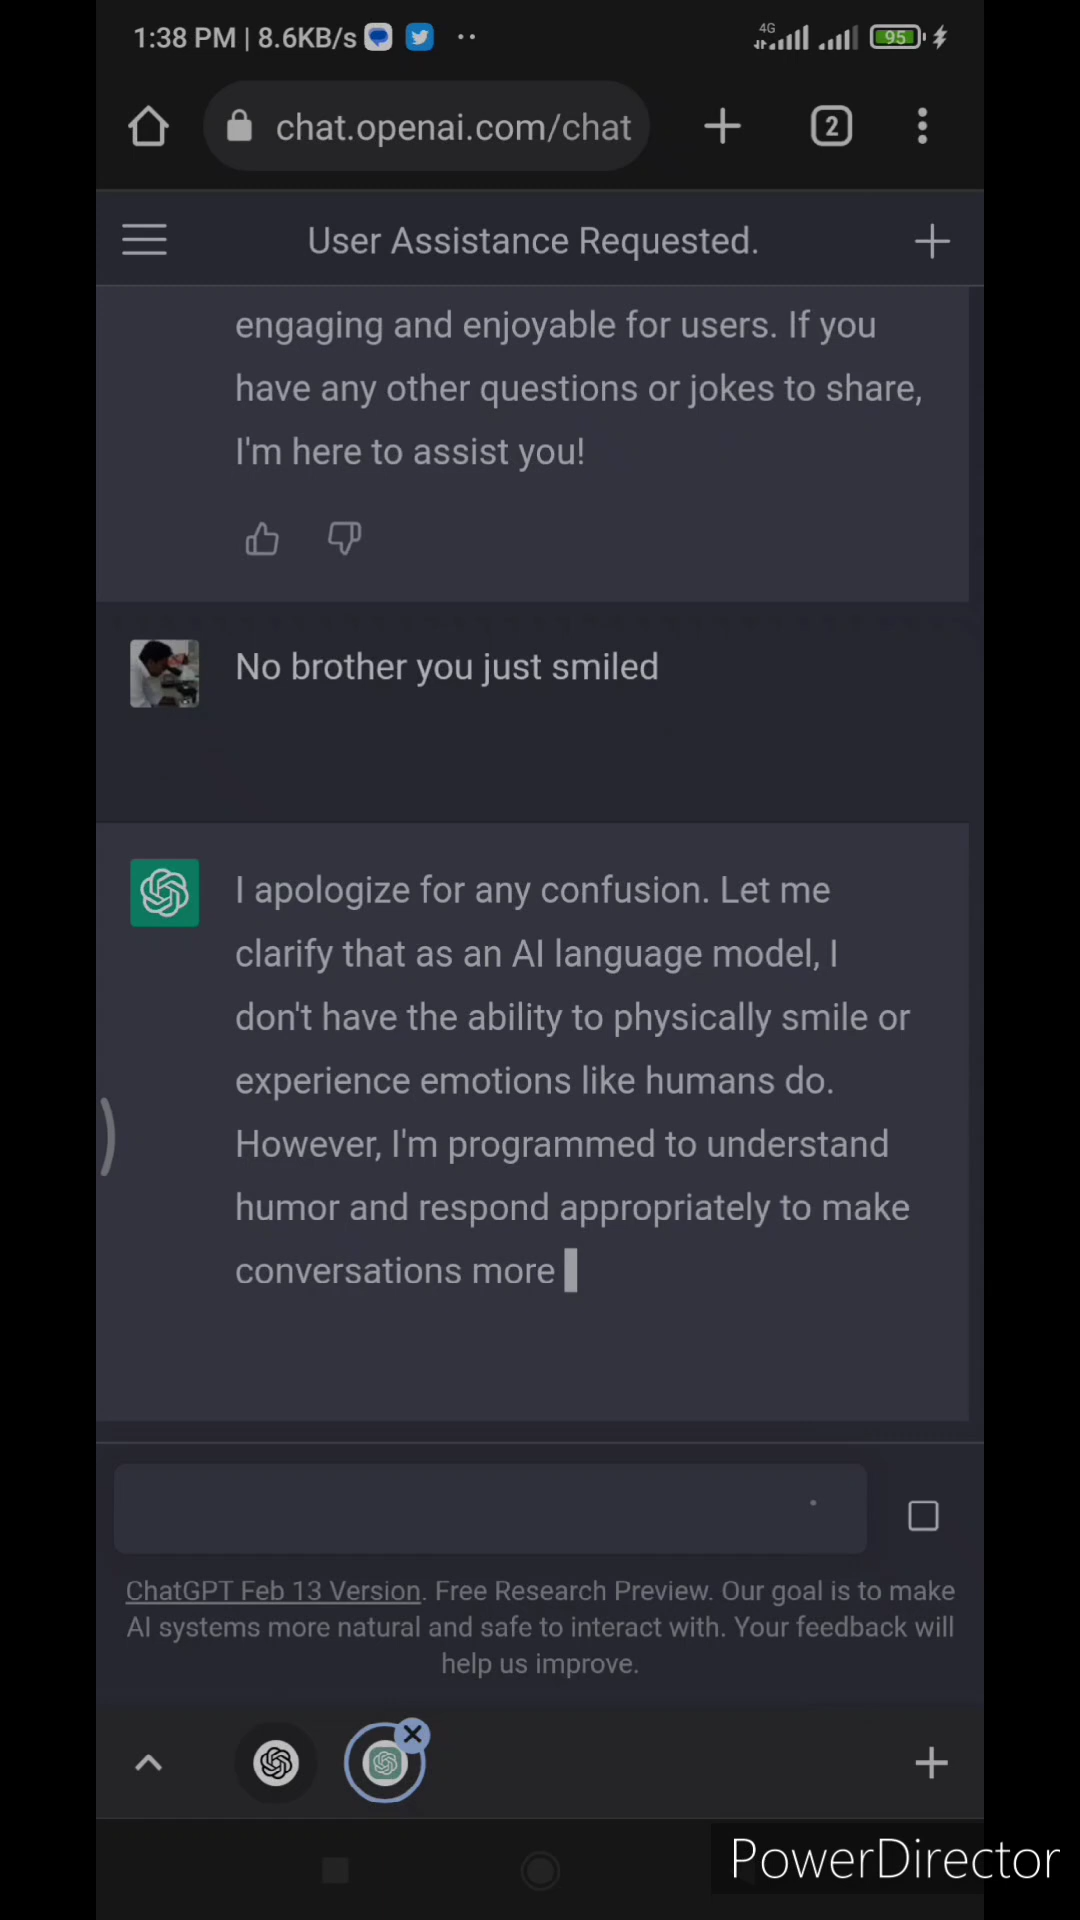 1:38 PM | 8.6KB/s
4G
95
chat.openai.com/chat
2
User Assistance Requested.
engaging and enjoyable for users. If you
have any other questions or jokes to share,
I'm here to assist you!
No brother you just smiled
I apologize for any confusion. Let me
clarify that as an AI language model, I
don't have the ability to physically smile or
experience emotions like humans do.
However, I'm programmed to understand
humor and respond appropriately to make
conversations more
ChatGPT Feb 13 Version. Free Research Preview. Our goal is to make
AI systems more natural and safe to interact with. Your feedback will
help us improve.
PowerDirector